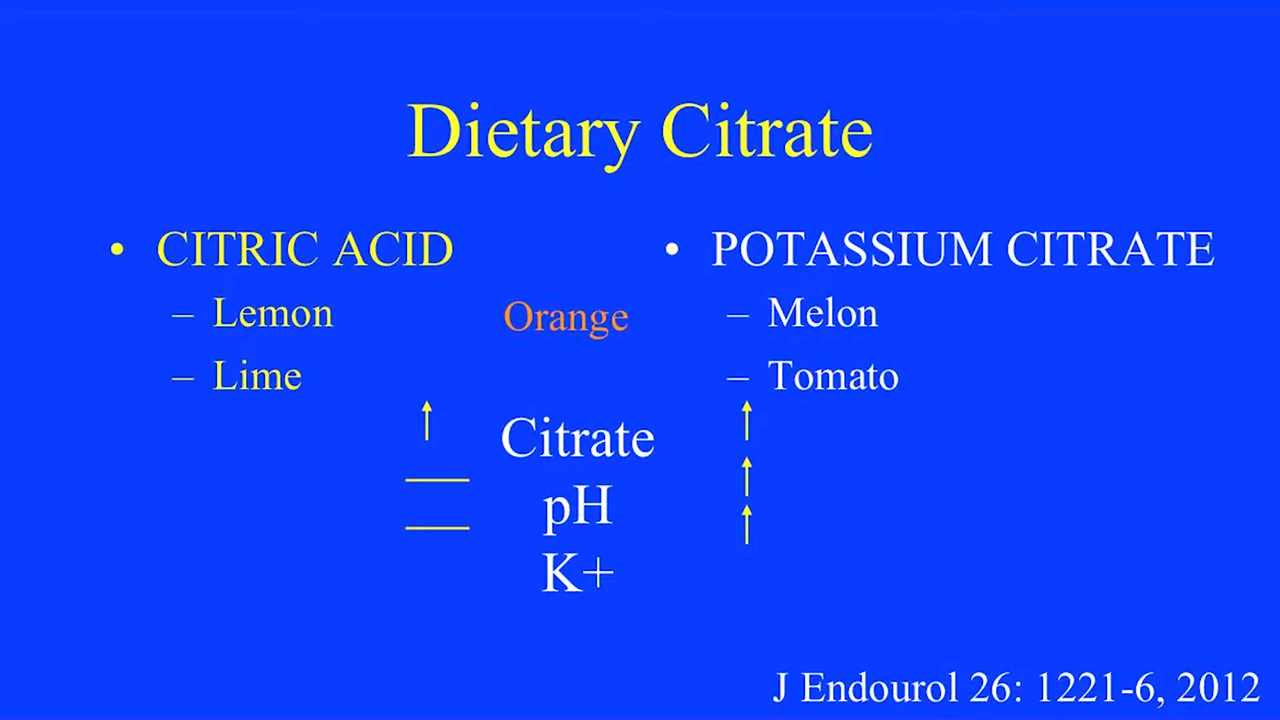 Dietary Citrate
• CITRIC ACID
– Lemon
– Lime
Orange
• POTASSIUM CITRATE
– Melon
– Tomato
Citrate
pH
K+
J Endourol 26: 1221-6, 2012